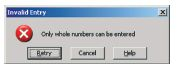 Invalid Entry
Only whole numbers can be entered
Retry Cancel Help